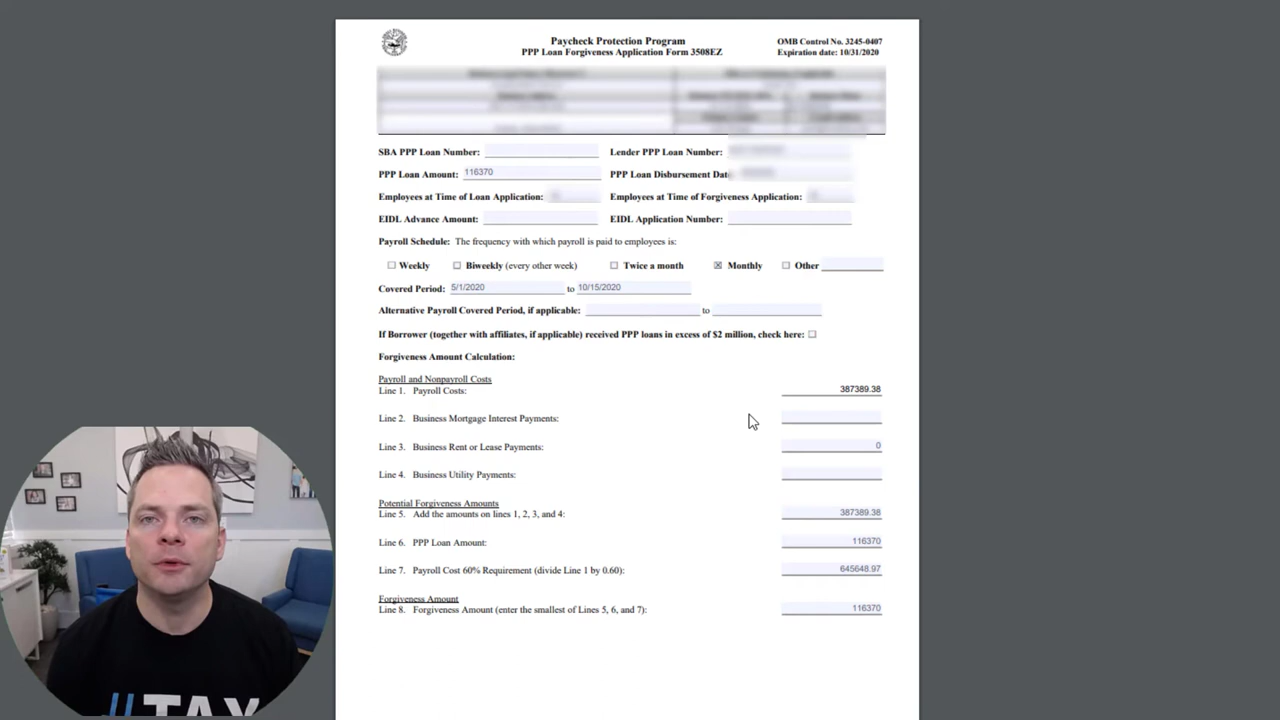 Paycheck Protection Program
PPP Loan Forgiveness Application Form 3508EZ
OMB Control No. 3245-0407
Expiration date: 10/31/2020
SBA PPP Loan Number: Lender PPP Loan Number:
PPP Loan Amount: 116370 PPP Loan Disbursement Date
Employees at Time of Loan Application: Employees at Time of Forgiveness Application:
EIDL Advance Amount: EIDL Application Number:
Payroll Schedule: The frequency with which payroll is paid to employees is:
☐ Weekly ☐ Biweekly (every other week) ☐ Twice a month ☒ Monthly ☐ Other
Covered Period: 5/1/2020 to 10/15/2020
Alternative Payroll Covered Period, if applicable: to
If Borrower (together with affiliates, if applicable) received PPP loans in excess of $2 million, check here: ☐
Forgiveness Amount Calculation:
Payroll and Nonpayroll Costs
Line 1. Payroll Costs: 387389.38
Line 2. Business Mortgage Interest Payments:
Line 3. Business Rent or Lease Payments: 0
Line 4. Business Utility Payments:
Potential Forgiveness Amounts
Line 5. Add the amounts on lines 1, 2, 3, and 4: 387389.38
Line 6. PPP Loan Amount: 116370
Line 7. Payroll Cost 60% Requirement (divide Line 1 by 0.60): 645648.97
Forgiveness Amount
Line 8. Forgiveness Amount (enter the smallest of Lines 5, 6, and 7): 116370
//TAX